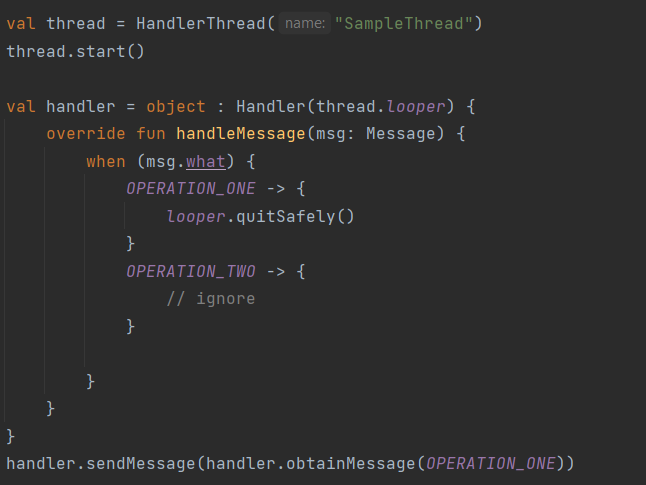 val thread = HandlerThread( name: "SampleThread")
thread.start()
val handler = object : Handler(thread.looper) {
override fun handleMessage(msg: Message) {
when (msg.what) {
OPERATION_ONE -> {
looper.quitSafely()
}
OPERATION_TWO -> {
// ignore
}
}
}
}
handler.sendMessage(handler.obtainMessage(OPERATION_ONE))